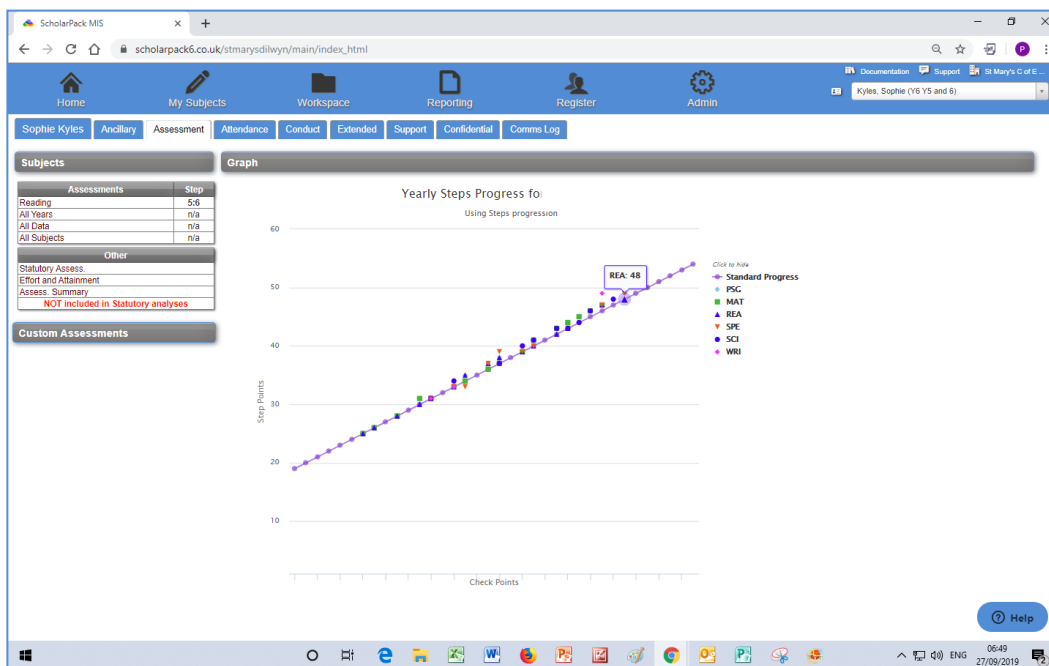 ScholarPack MIS
scholarpack6.co.uk/stmarysdilwyn/main/index_html
Documentation Support St Mary's C of E ...
Home My Subjects Workspace Reporting Register Admin
Kyles, Sophie (Y6 Y5 and 6)
Sophie Kyles Ancillary Assessment Attendance Conduct Extended Support Confidential Comms Log
Subjects
Assessments Step
Reading 5:6
All Years n/a
All Data n/a
All Subjects n/a
Other
Statutory Assess.
Effort and Attainment
Assess. Summary
NOT included in Statutory analyses
Custom Assessments
Graph
Yearly Steps Progress fo
Using Steps progression
60
50
40
30
20
10
Step Points
Check Points
REA: 48
Click to hide
Standard Progress
PSG
MAT
REA
SPE
SCI
WRI
Help
ENG
06:49
27/09/2019
2